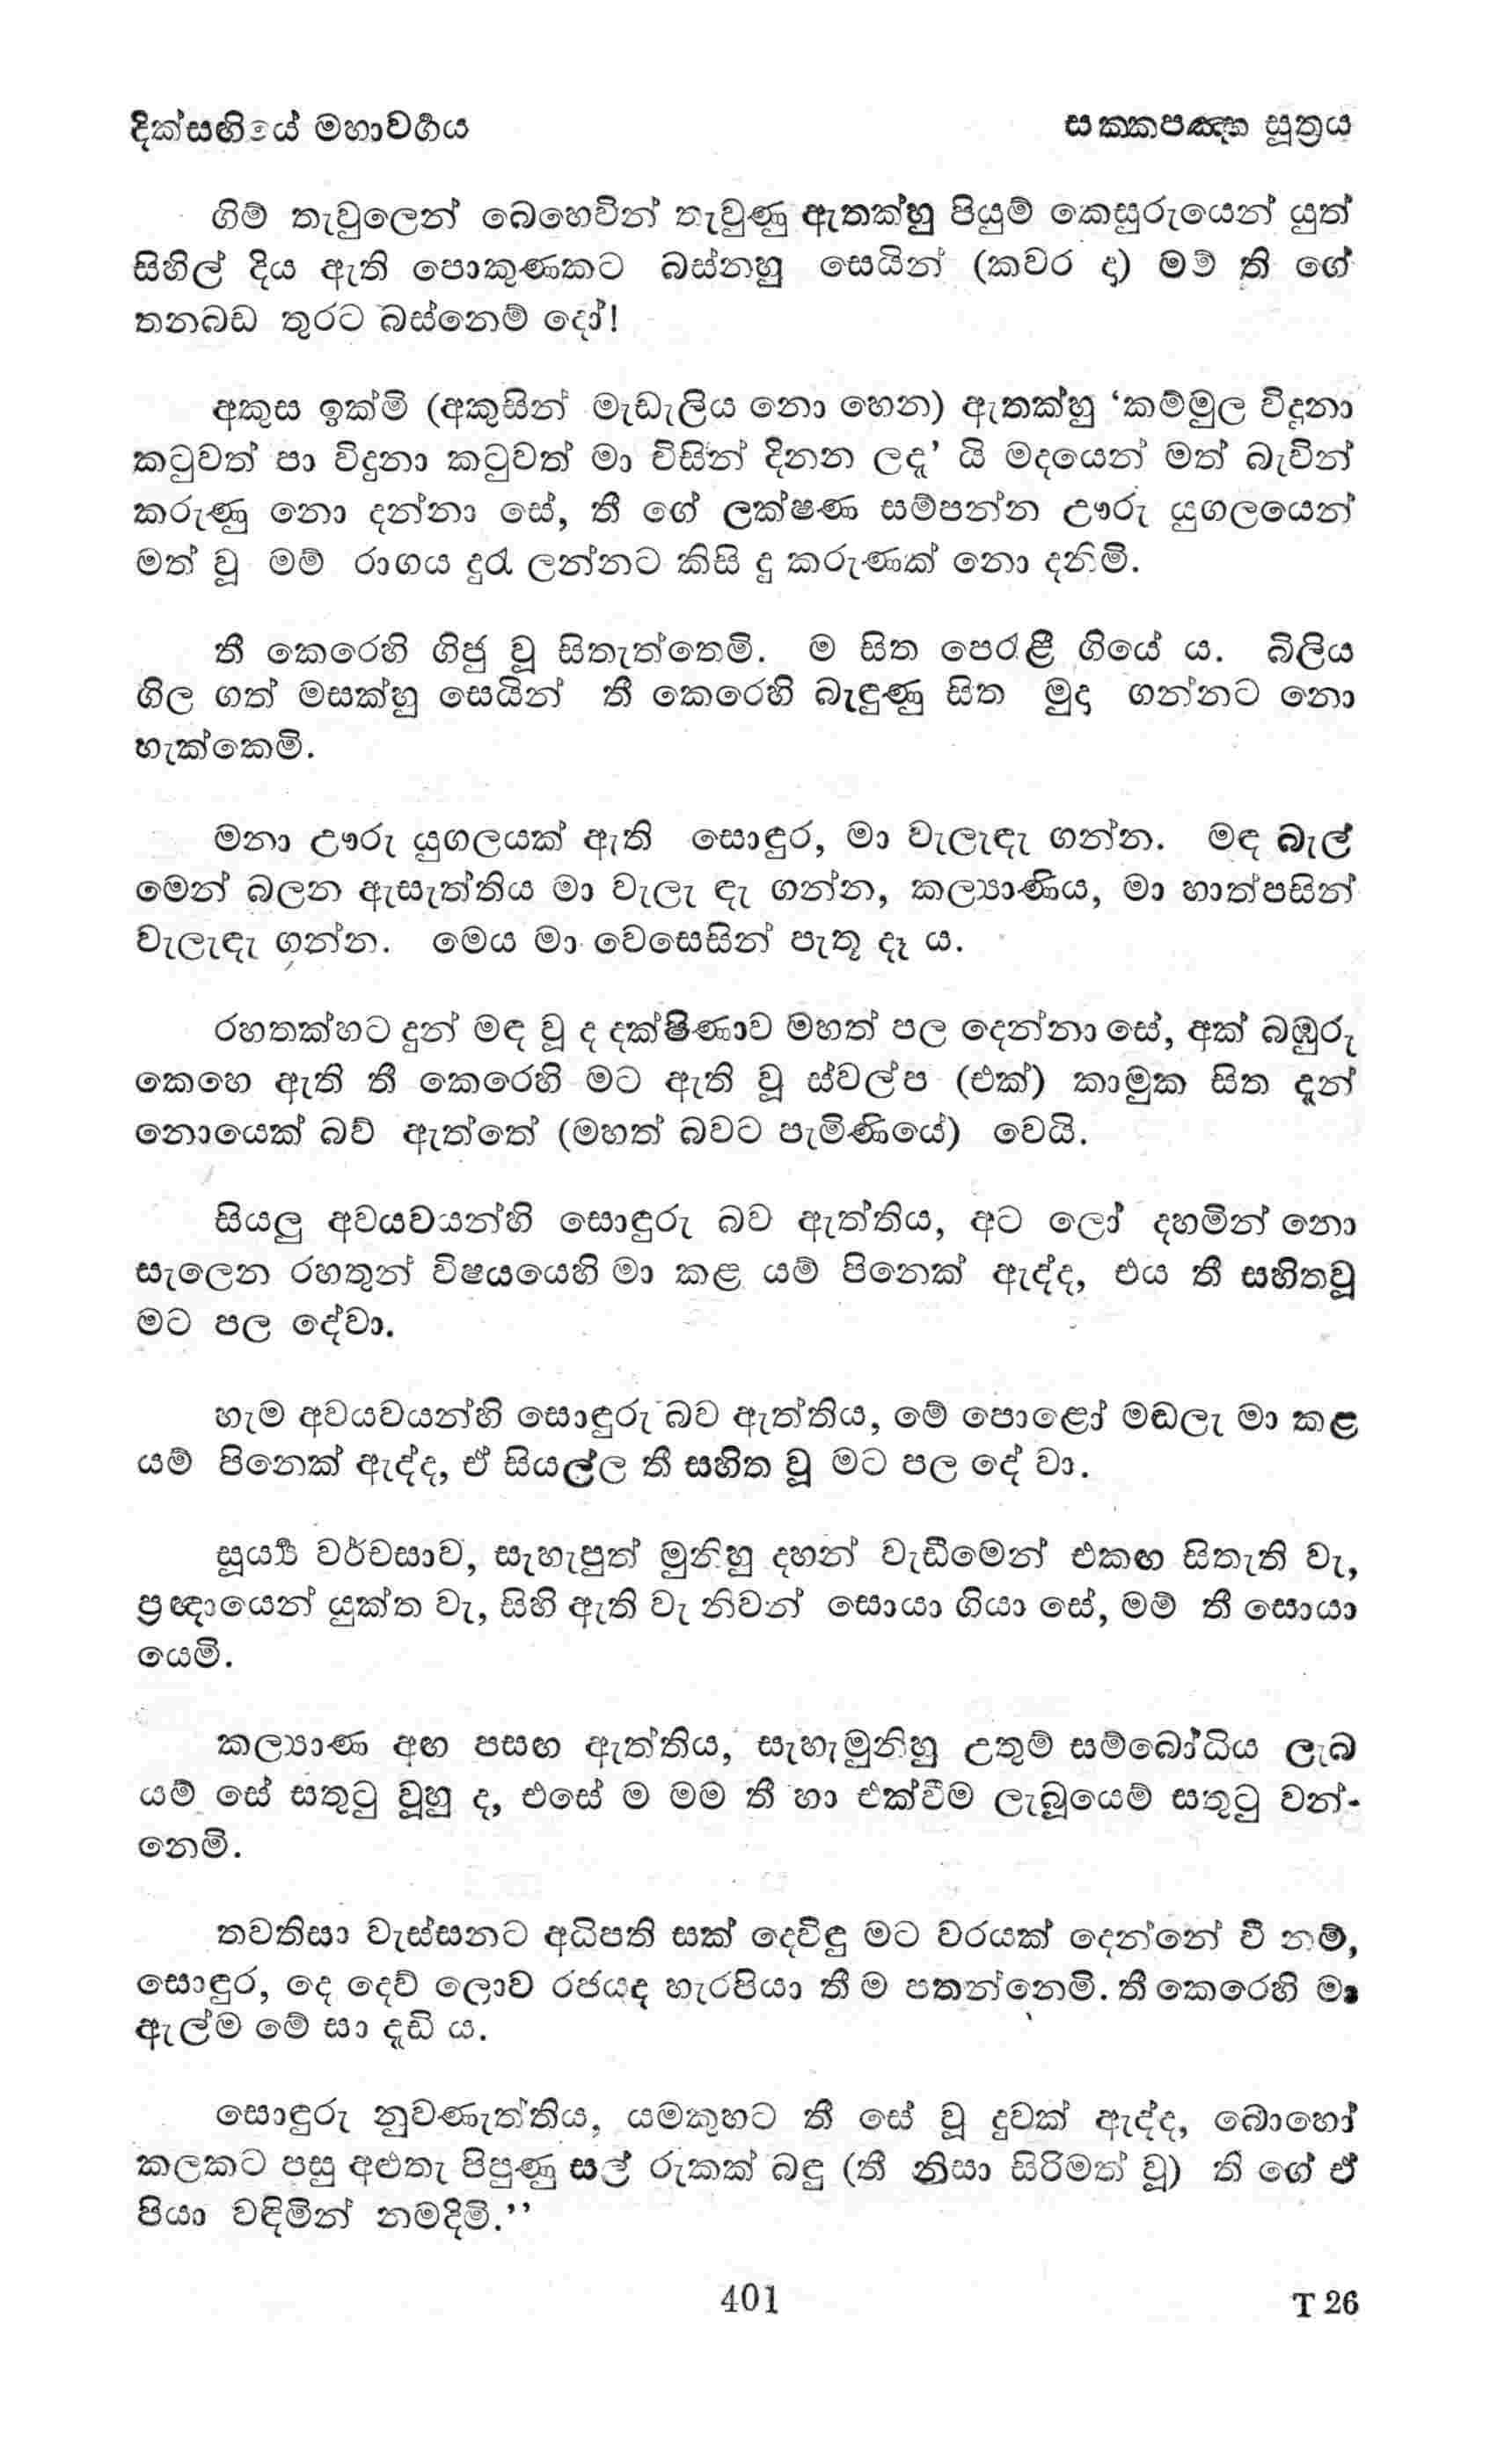 දික්සඟියේ මහාවර්‍ගය
සක්කපඤ්හ සූත්‍රය
ගිම් තැවුලෙන් බෙහෙවින් තැවුණු ඇතක්හු පියුම් කෙසුරුයෙන් යුත්
සිහිල් දිය ඇති පොකුණකට බස්නහු සෙයින් (කවර දා) මම් ති ගේ
තනබඩ තුරට බස්නෙම් දෝ!
අකුස ඉක්මි (අකුසින් මැඩැලිය නො හෙන) ඇතක්හු ‘කම්මුල විදුනා
කටුවත් පා විදුනා කටුවත් මා විසින් දිනන ලදැ’ යි මදයෙන් මත් බැවින්
කරුණු නො දන්නා සේ, තී ගේ ලක්ෂණ සම්පන්න ඌරු යුගලයෙන්
මත් වූ මම් රාගය දුරැ ලන්නට කිසි දු කරුණක් නො දනිමි.
තී කෙරෙහි ගිජු වූ සිතැත්තෙමි. ම සිත පෙරැළී ගියේ ය. බිලිය
ගිල ගත් මසක්හු සෙයින් තී කෙරෙහි බැඳුණු සිත මුදා ගන්නට නො
හැක්කෙමි.
මනා ඌරු යුගලයක් ඇති සොඳුර, මා වැලැඳැ ගන්න. මඳ බැල්
මෙන් බලන ඇසැත්තිය මා වැලැ ඳැ ගන්න, කල්‍යාණිය, මා හාත්පසින්
වැලැඳැ ගන්න. මෙය මා වෙසෙසින් පැතූ දෑ ය.
රහතක්හට දුන් මඳ වූ ද දක්ෂිණාව මහත් පල දෙන්නා සේ, අක් බඹුරු
කෙහෙ ඇති තී කෙරෙහි මට ඇති වූ ස්වල්ප (එක්) කාමුක සිත දැන්
නොයෙක් බව් ඇත්තේ (මහත් බවට පැමිණියේ) වෙයි.
සියලු අවයවයන්හි සොඳුරු බව ඇත්තිය, අට ලෝ දහමින් නො
සැලෙන රහතුන් විෂයයෙහි මා කළ යම් පිනෙක් ඇද්ද, එය තී සහිතවූ
මට පල දේවා.
හැම අවයවයන්හි සොඳුරු බව ඇත්තිය, මේ පොළෝ මඬලැ මා කළ
යම් පිනෙක් ඇද්ද, ඒ සියල්ල තී සහිත වූ මට පල දේ වා.
සූර්‍ය්‍ය වර්චසාව, සැහැපුත් මුනිහු දහන් වැඩීමෙන් එකඟ සිතැති වැ,
ප්‍රඥායෙන් යුක්ත වැ, සිහි ඇති වැ නිවන් සොයා ගියා සේ, මම් තී සොයා
යෙමි.
කල්‍යාණ අඟ පසඟ ඇත්තිය, සැහැමුනිහු උතුම් සම්බෝධිය ලැබ
යම් සේ සතුටු වූහු ද, එසේ ම මම තී හා එක්වීම ලැබූයෙම් සතුටු වන්-
නෙමි.
තවතිසා වැස්සනට අධිපති සක් දෙවිඳු මට වරයක් දෙන්නේ වී නම්,
සොඳුර, දෙ දෙව් ලොව රජයද හැරපියා තී ම පතන්නෙමි. තී කෙරෙහි මා
ඇල්ම මේ සා දැඩි ය.
සොඳුරු නුවණැත්තිය, යමකුහට තී සේ වූ දුවක් ඇද්ද, බොහෝ
කලකට පසු අළුතැ පිපුණු සල් රුකක් බඳු (තී නිසා සිරිමත් වූ) ති ගේ ඒ
පියා වඳිමින් නමදිමි.’’
401
T 26